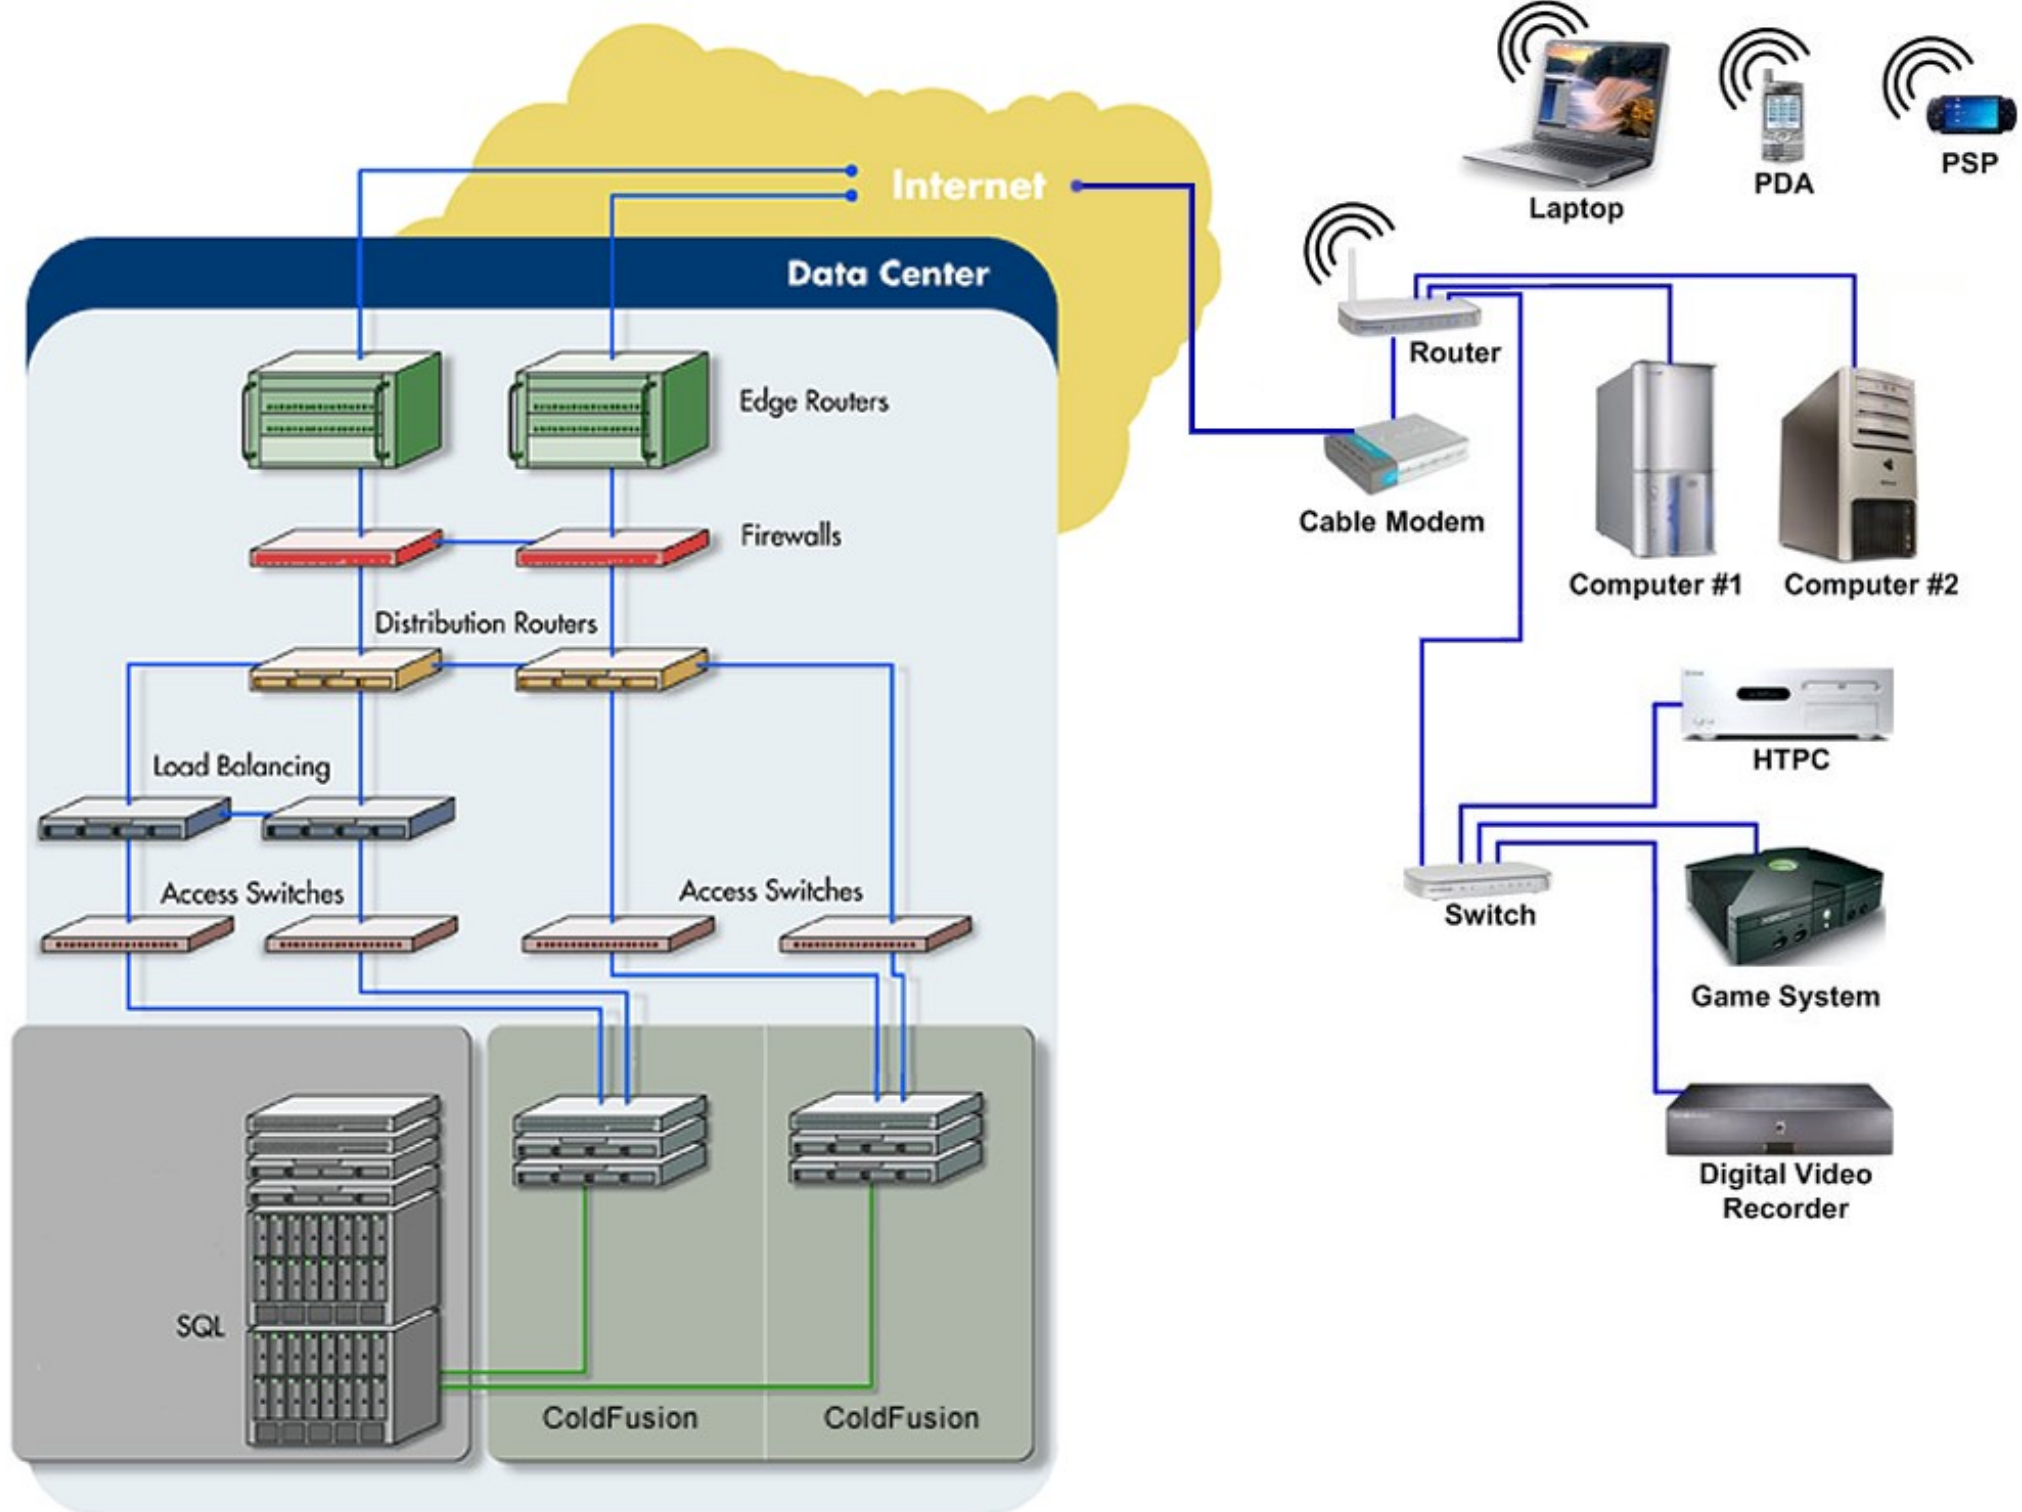 Internet
Data Center
Edge Routers
Firewalls
Distribution Routers
Load Balancing
Access Switches
Access Switches
SQL
ColdFusion
ColdFusion
Laptop
PDA
PSP
Router
Cable Modem
Computer #1
Computer #2
HTPC
Switch
Game System
Digital Video
Recorder